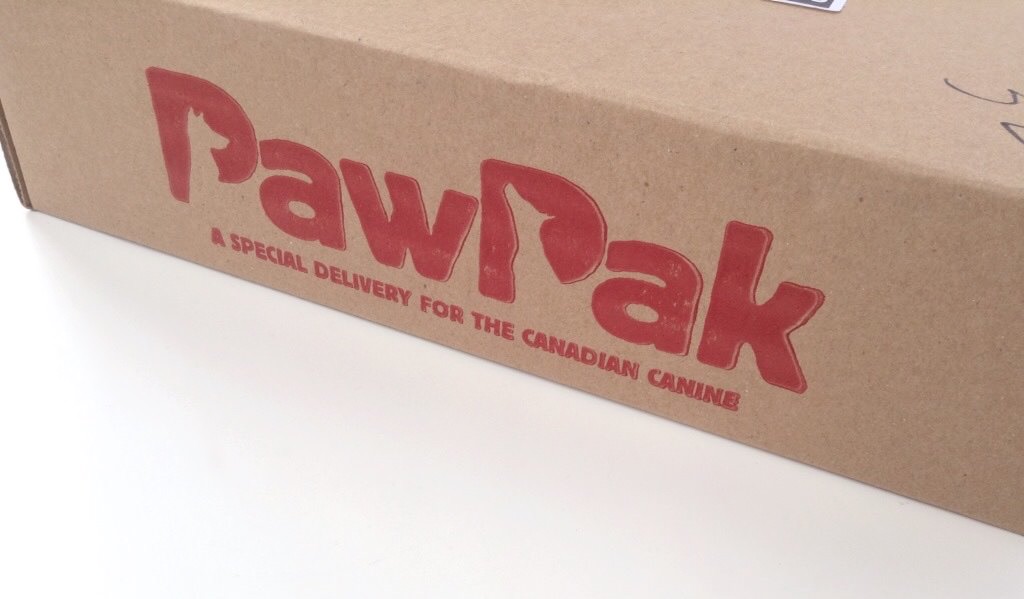 PawPak
A SPECIAL DELIVERY FOR THE CANADIAN CANINE